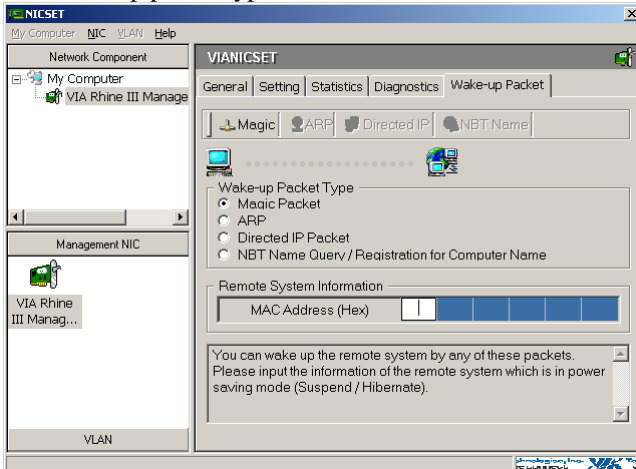 NICSET
My Computer NIC VLAN Help
Network Component
My Computer
VIA Rhine III Manage
Management NIC
VIA Rhine
III Manag...
VLAN
VIANICSET
General Setting Statistics Diagnostics Wake-up Packet
Magic ARP Directed IP NBT Name
Wake-up Packet Type
Magic Packet
ARP
Directed IP Packet
NBT Name Query / Registration for Computer Name
Remote System Information
MAC Address (Hex)
You can wake up the remote system by any of these packets.
Please input the information of the remote system which is in power
saving mode (Suspend / Hibernate).